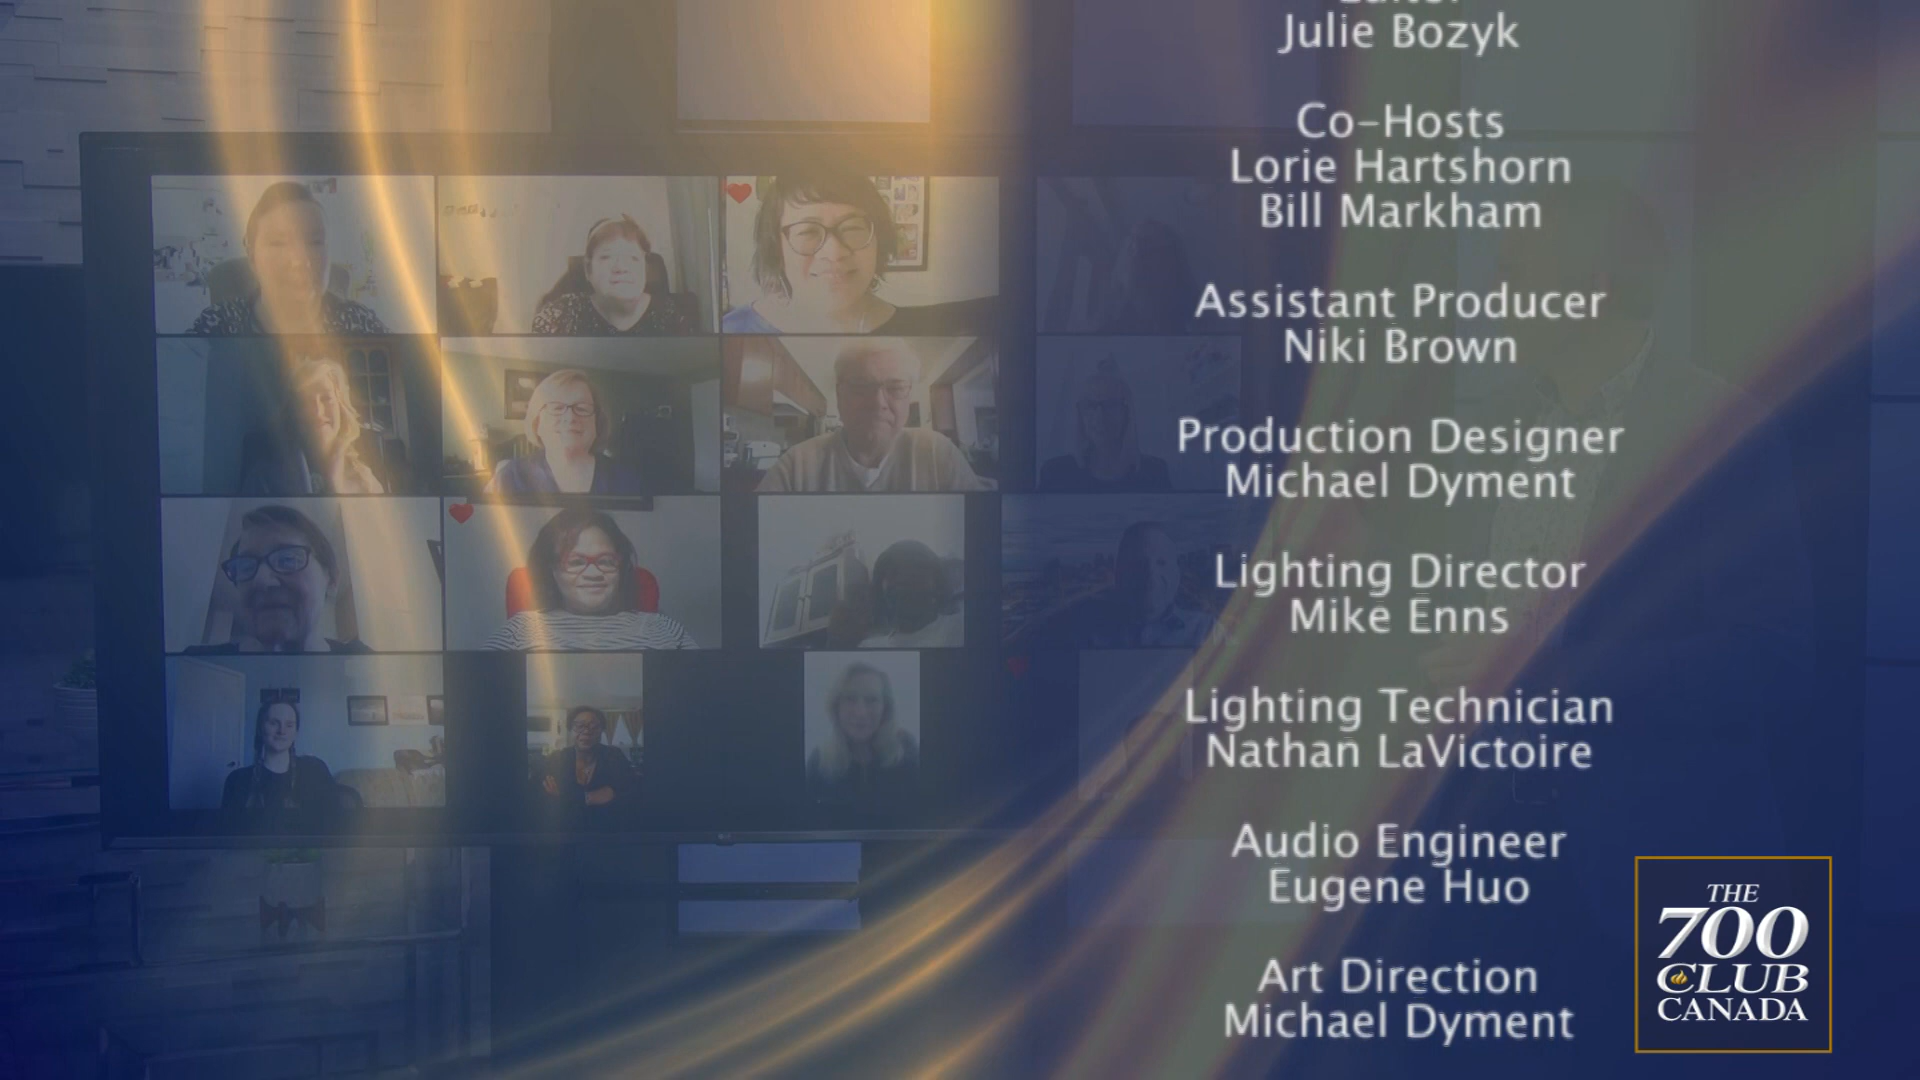 Editor
Julie Bozyk
Co-Hosts
Lorie Hartshorn
Bill Markham
Assistant Producer
Niki Brown
Production Designer
Michael Dyment
Lighting Director
Mike Enns
Lighting Technician
Nathan LaVictoire
Audio Engineer
Eugene Huo
Art Direction
Michael Dyment
THE
700
CLUB
CANADA